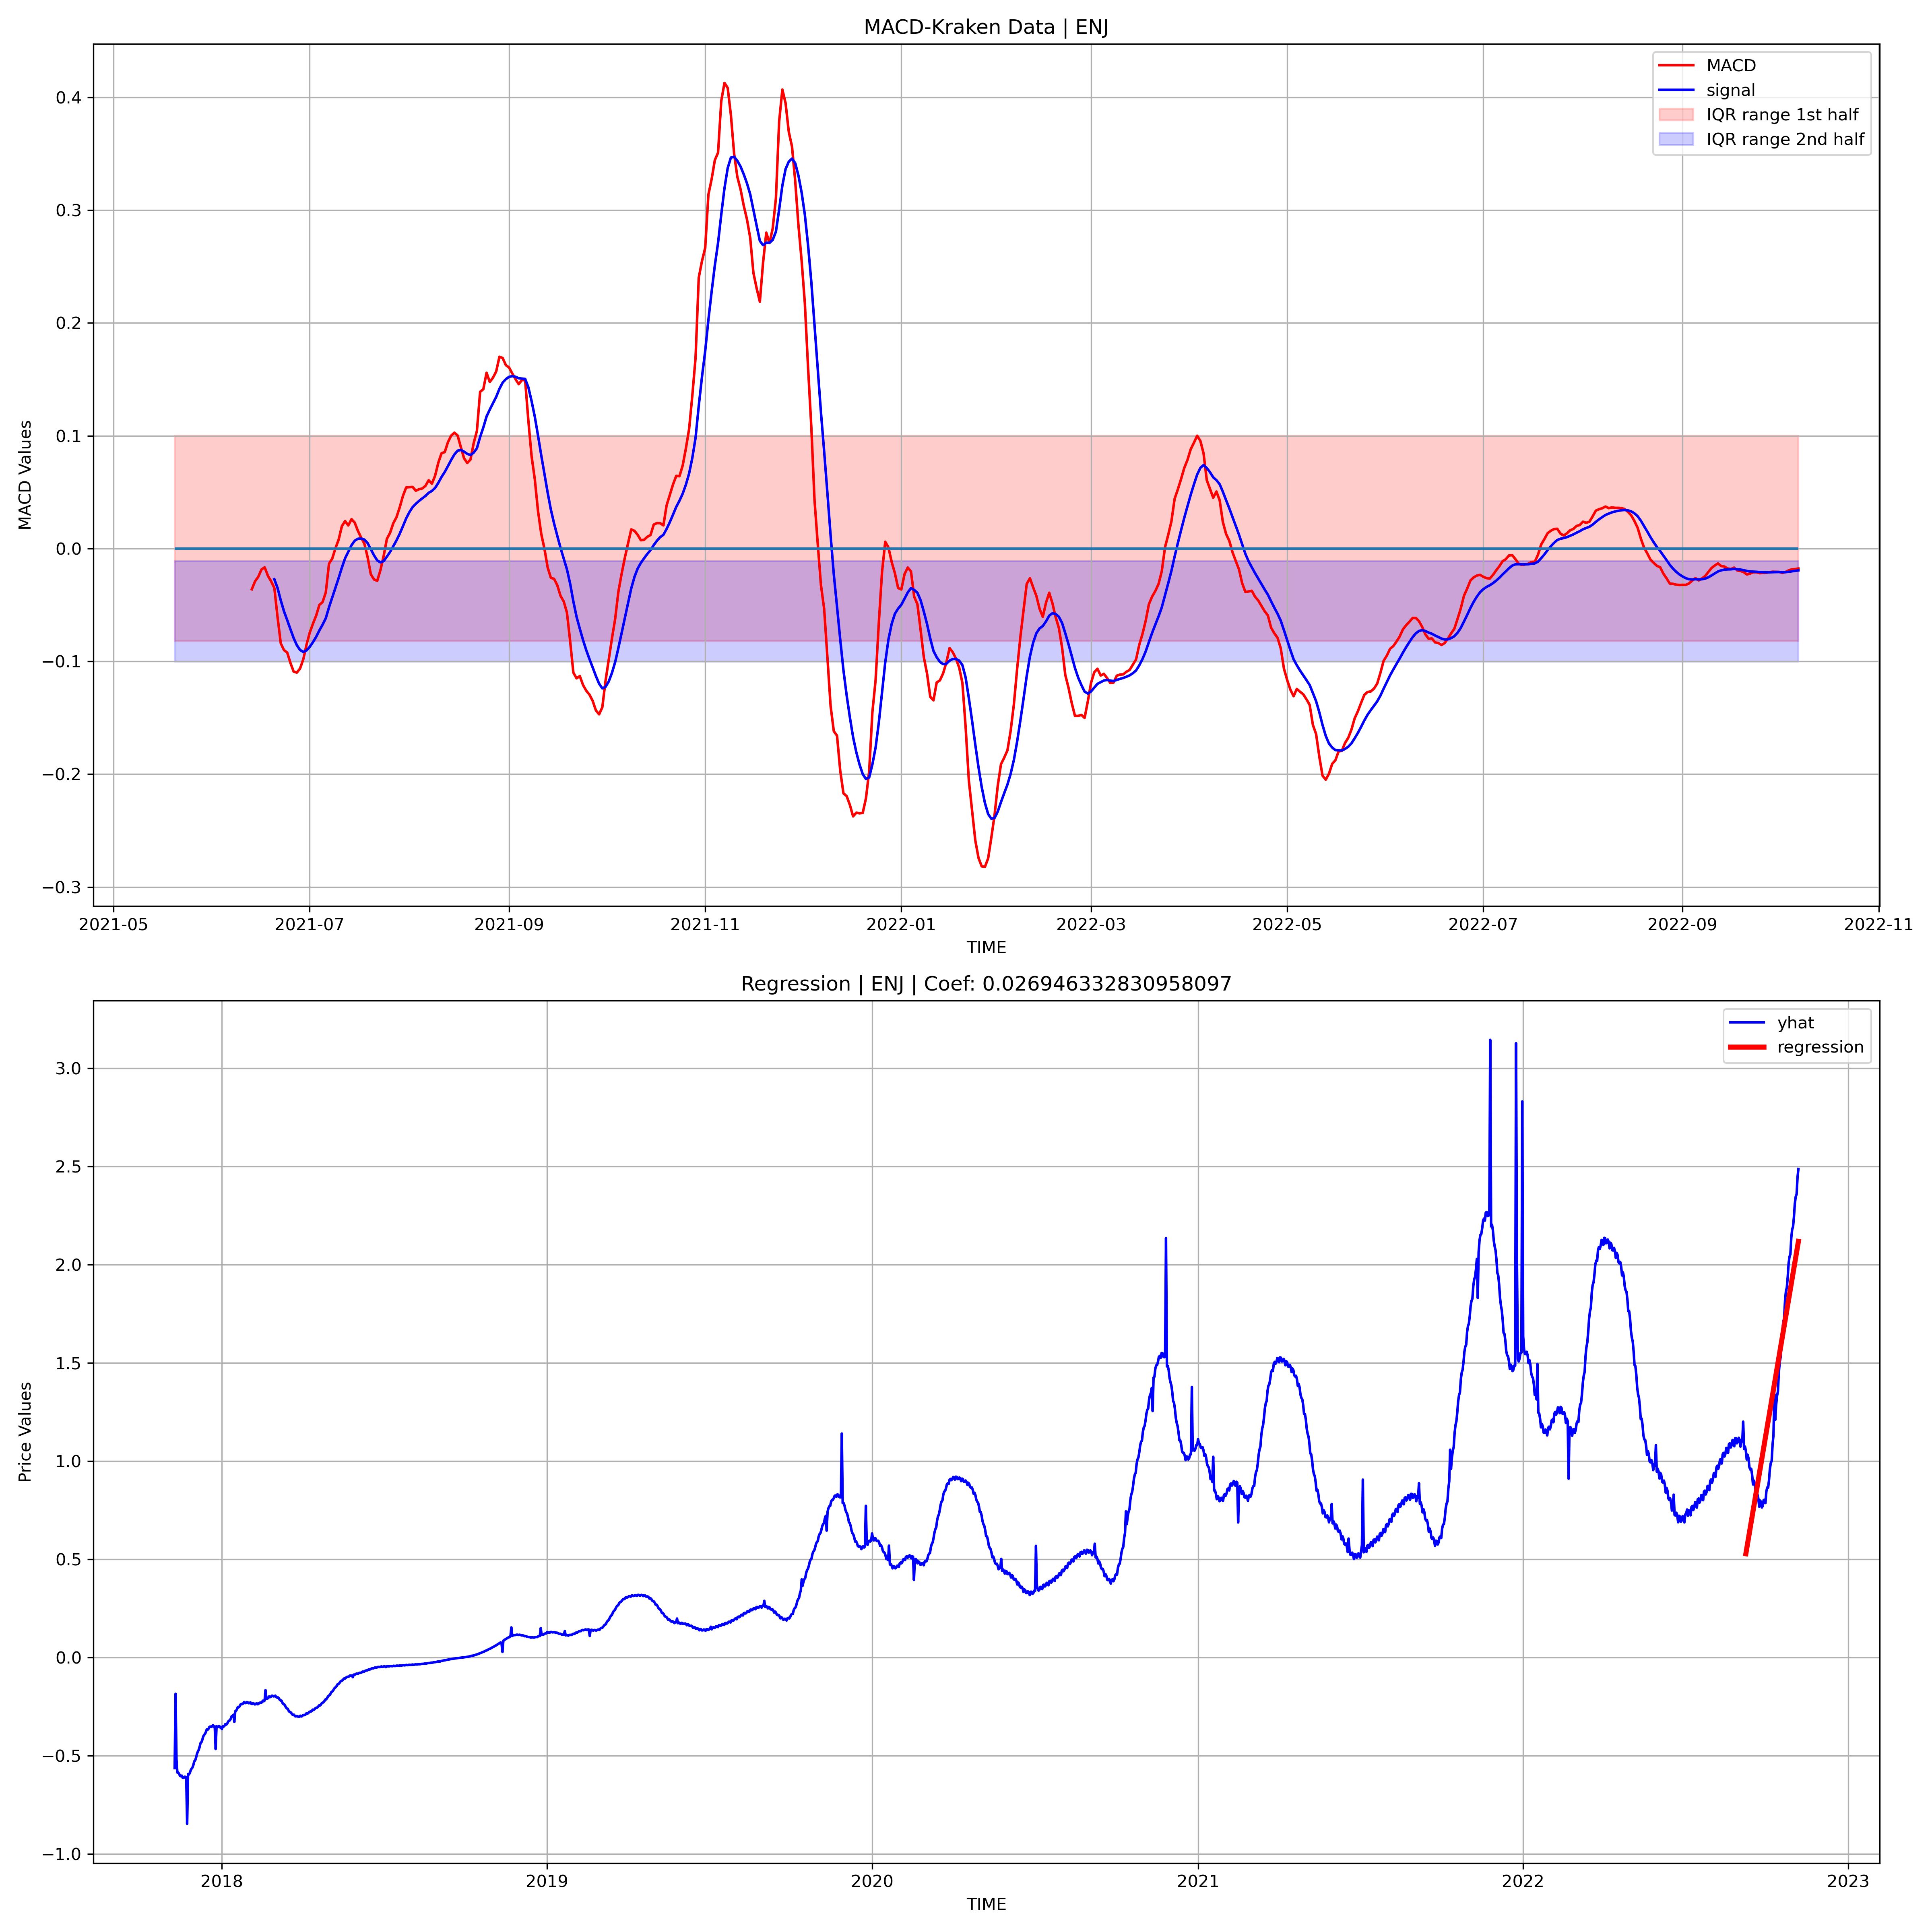 MACD-Kraken Data | ENJ
MACD
signal
IQR range 1st half
IQR range 2nd half
MACD Values
0.4
0.3
0.2
0.1
0.0
−0.1
−0.2
−0.3
2021-05 2021-07 2021-09 2021-11 2022-01 2022-03 2022-05 2022-07 2022-09 2022-11
TIME
Regression | ENJ | Coef: 0.026946332830958097
yhat
regression
Price Values
3.0
2.5
2.0
1.5
1.0
0.5
0.0
−0.5
−1.0
2018 2019 2020 2021 2022 2023
TIME